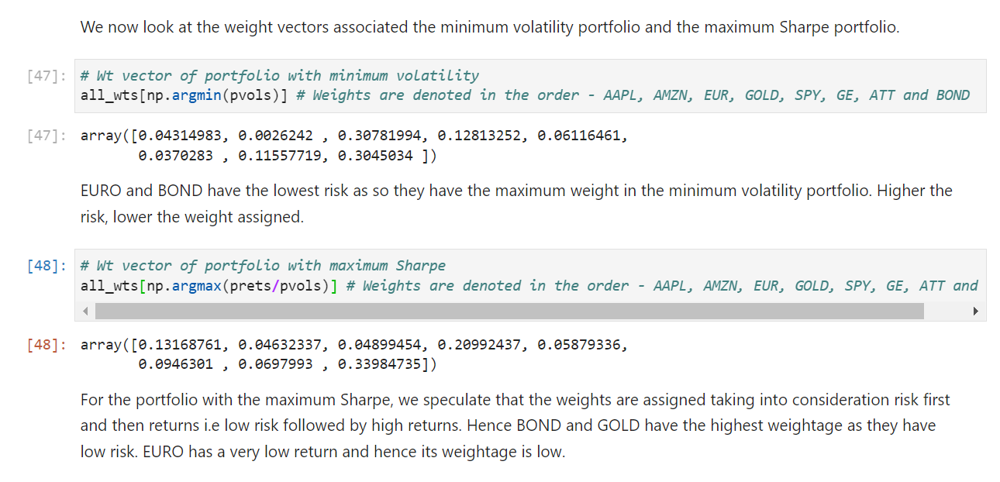 We now look at the weight vectors associated the minimum volatility portfolio and the maximum Sharpe portfolio.
[47]: # Wt vector of portfolio with minimum volatility
all_wts[np.argmin(pvols)] # Weights are denoted in the order - AAPL, AMZN, EUR, GOLD, SPY, GE, ATT and BOND
[47]: array([0.04314983, 0.0026242 , 0.30781994, 0.12813252, 0.06116461,
0.0370283 , 0.11557719, 0.3045034 ])
EURO and BOND have the lowest risk as so they have the maximum weight in the minimum volatility portfolio. Higher the
risk, lower the weight assigned.
[48]: # Wt vector of portfolio with maximum Sharpe
all_wts[np.argmax(prets/pvols)] # Weights are denoted in the order - AAPL, AMZN, EUR, GOLD, SPY, GE, ATT and
[48]: array([0.13168761, 0.04632337, 0.04899454, 0.20992437, 0.05879336,
0.0946301 , 0.0697993 , 0.33984735])
For the portfolio with the maximum Sharpe, we speculate that the weights are assigned taking into consideration risk first
and then returns i.e low risk followed by high returns. Hence BOND and GOLD have the highest weightage as they have
low risk. EURO has a very low return and hence its weightage is low.